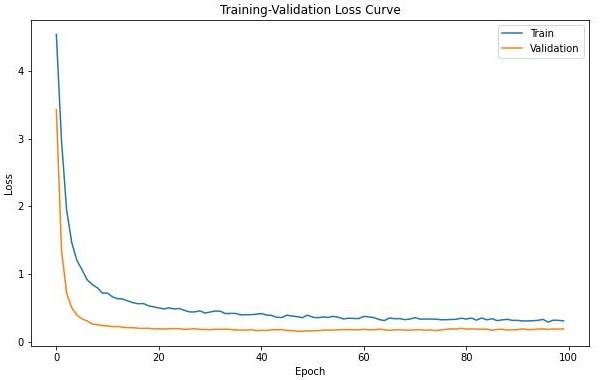 Training-Validation Loss Curve
Train
Validation
4
3
2
1
0
Loss
0 20 40 60 80 100
Epoch